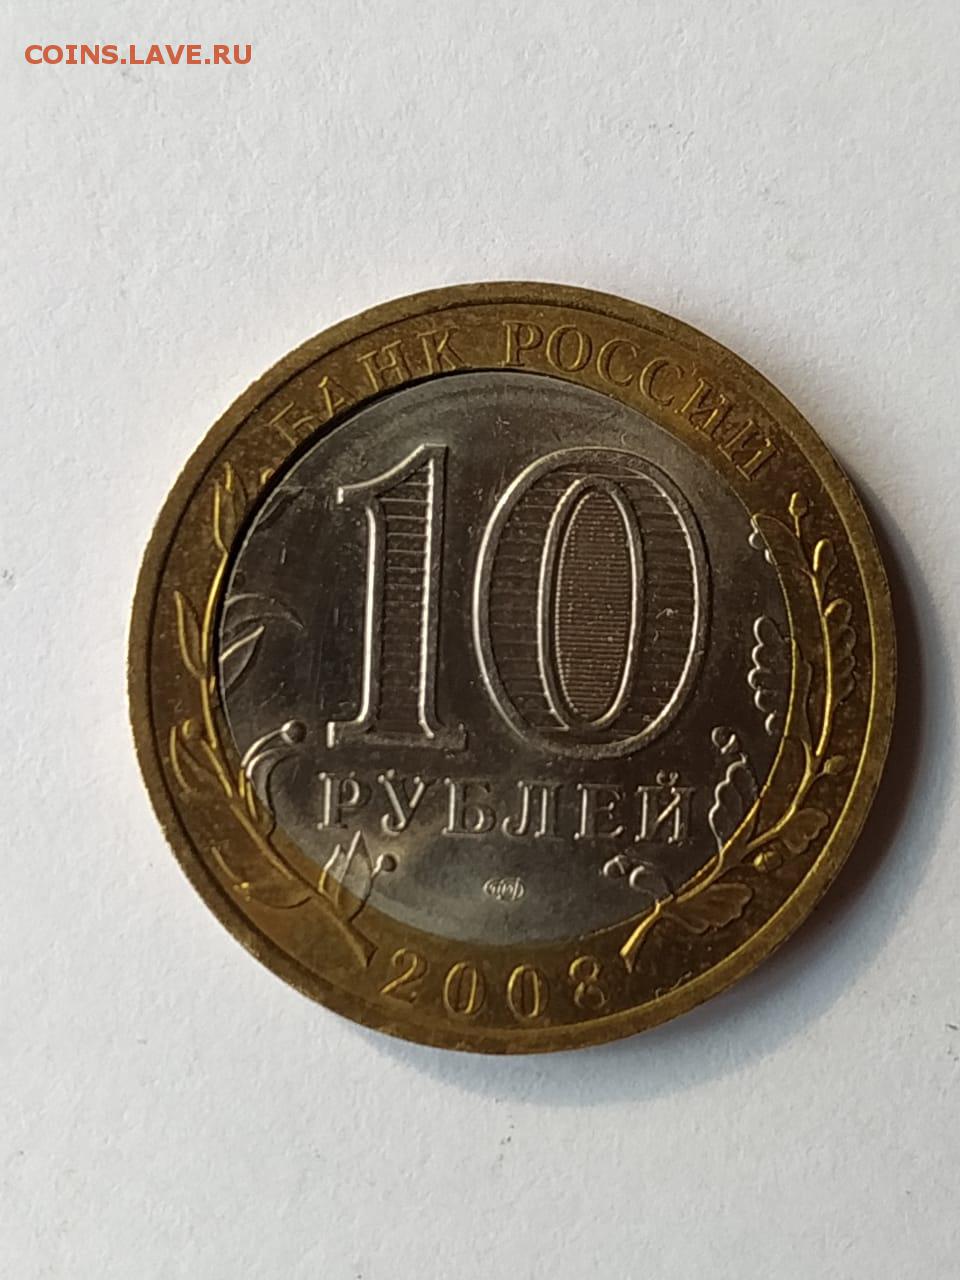 COINS.LAVE.RU
БАНК РОССИИ
10
РУБЛЕЙ
2008